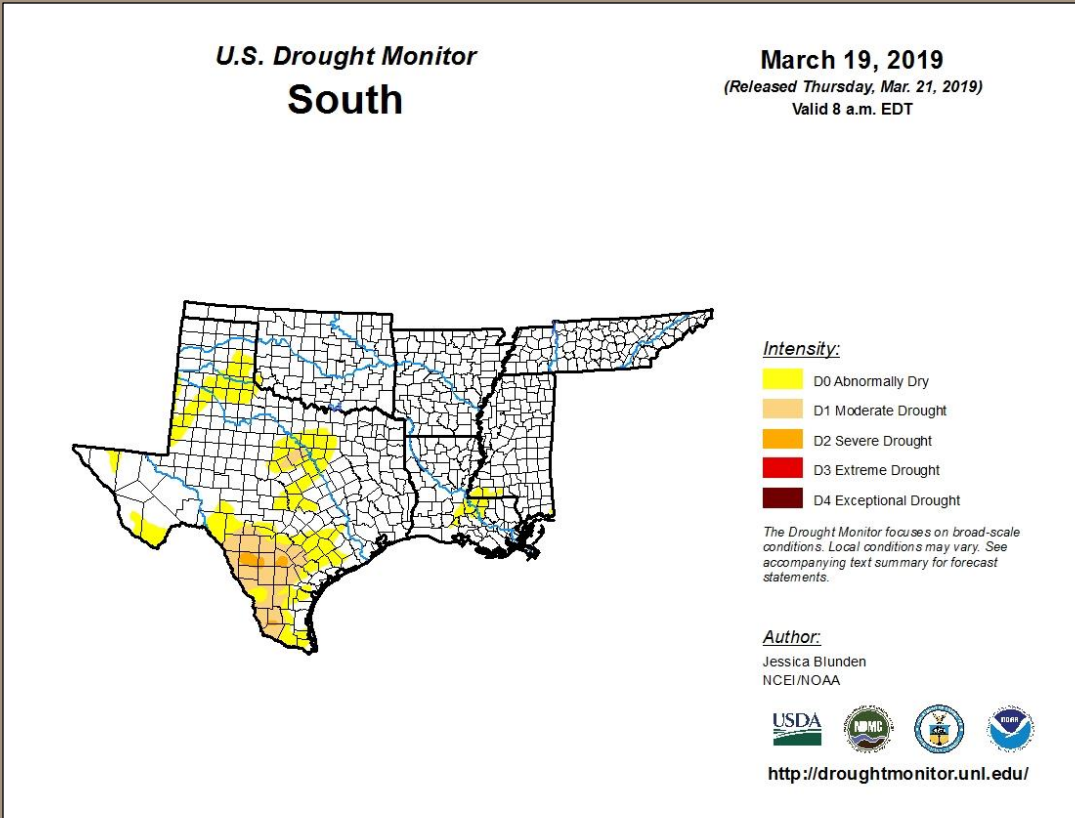 U.S. Drought Monitor
South
March 19, 2019
(Released Thursday, Mar. 21, 2019)
Valid 8 a.m. EDT
Intensity:
D0 Abnormally Dry
D1 Moderate Drought
D2 Severe Drought
D3 Extreme Drought
D4 Exceptional Drought
The Drought Monitor focuses on broad-scale
conditions. Local conditions may vary. See
accompanying text summary for forecast
statements.
Author:
Jessica Blunden
NCEI/NOAA
USDA
NDMC
NOAA
http://droughtmonitor.unl.edu/